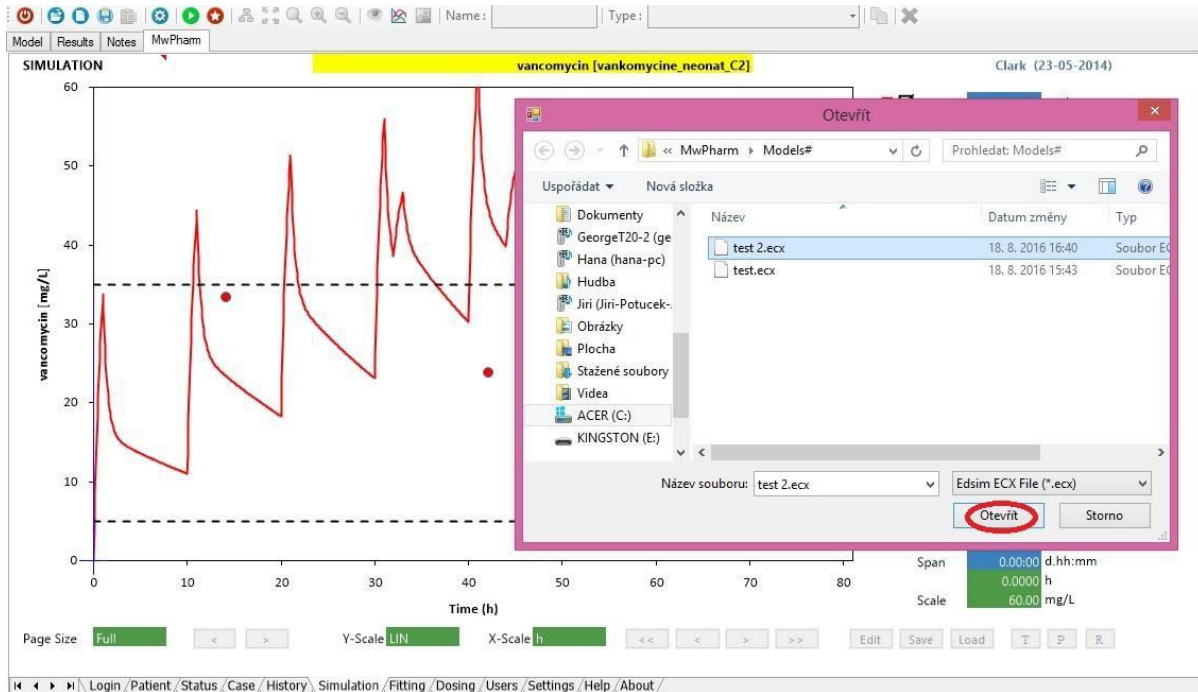 Name: Type:
Model Results Notes MwPharm
SIMULATION vancomycin [vankomycine_neonat_C2] Clark (23-05-2014)
60
50
40
30
20
10
0
vancomycin [mg/L]
0 10 20 30 40 50 60 70 80
Time (h)
Otevřít
« MwPharm Models# Prohledat: Models#
Uspořádat Nová složka
Název Datum změny Typ
Dokumenty
GeorgeT20-2 (ge
Hana (hana-pc)
Hudba
Jiri (Jiri-Potucek-
Obrázky
Plocha
Stažené soubory
Videa
ACER (C:)
KINGSTON (E:)
test 2.ecx 18. 8. 2016 16:40 Soubor EC
test.ecx 18. 8. 2016 15:43 Soubor EC
Název souboru: test 2.ecx Edsim ECX File (*.ecx)
Otevřít Storno
Span 0.00:00 d.hh:mm
0.0000 h
Scale 60.00 mg/L
Page Size Full < > Y-Scale LIN X-Scale h << < > >> Edit Save Load T P R
Login / Patient / Status / Case / History \ Simulation / Fitting / Dosing / Users / Settings / Help / About /